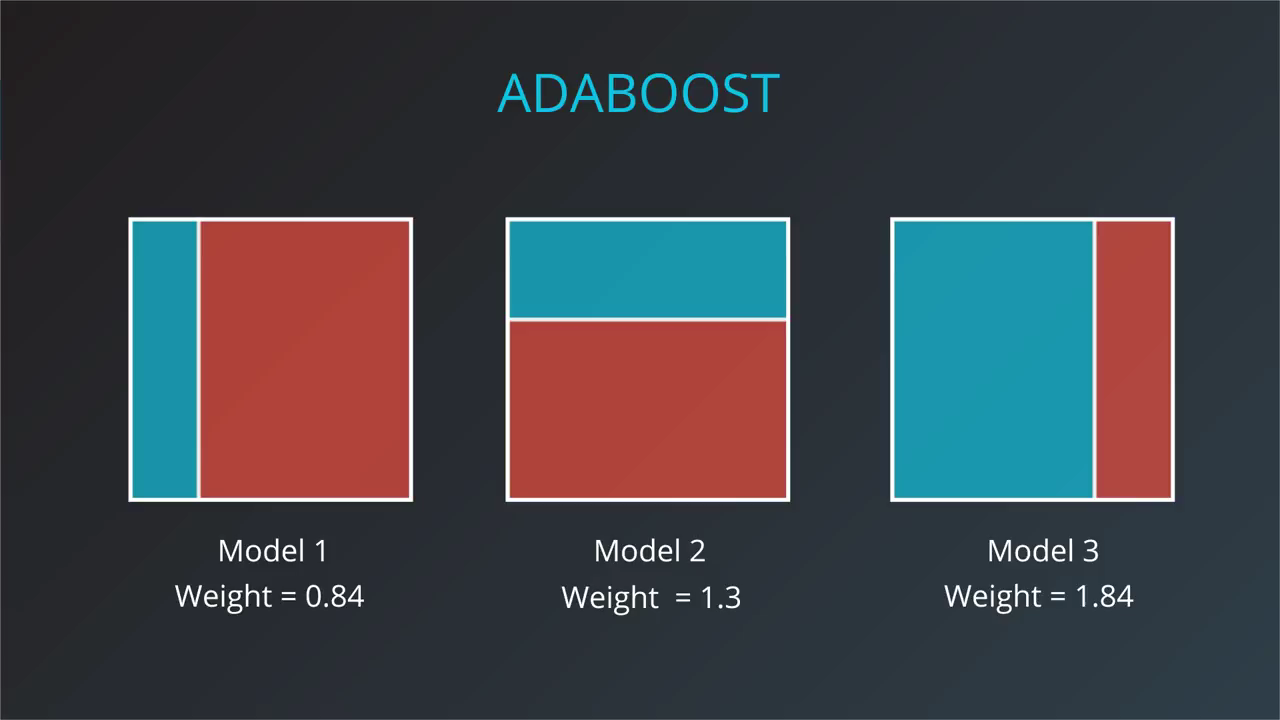 ADABOOST
Model 1
Weight = 0.84
Model 2
Weight = 1.3
Model 3
Weight = 1.84